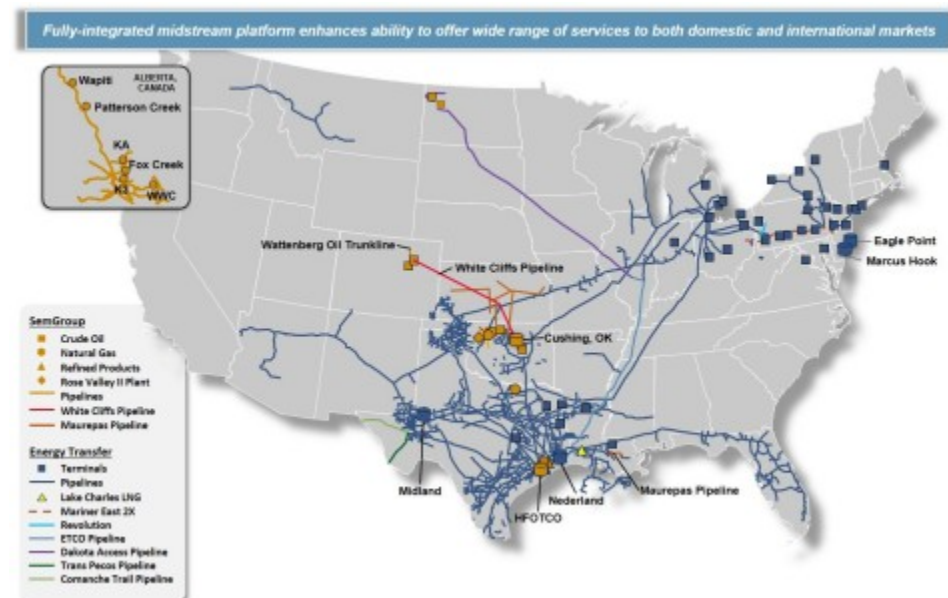 Fully-integrated midstream platform enhances ability to offer wide range of services to both domestic and international markets
ALBERTA,
CANADA
Wapiti
Patterson Creek
KA
Fox Creek
K3
WWC
Wattenberg Oil Trunkline
White Cliffs Pipeline
Eagle Point
Marcus Hook
Cushing, OK
Midland
HFOTCO
Nederland
Maurepas Pipeline
SemGroup
Crude Oil
Natural Gas
Refined Products
Rose Valley II Plant
Pipelines
White Cliffs Pipeline
Maurepas Pipeline
Energy Transfer
Terminals
Pipelines
Lake Charles LNG
Mariner East 2X
Revolution
ETCO Pipeline
Dakota Access Pipeline
Trans Pecos Pipeline
Comanche Trail Pipeline